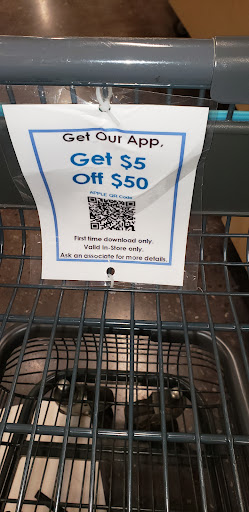 Get Our App,
Get $5
Off $50
APPLE QR Code
First time download only.
Valid In-Store only.
Ask an associate for more details.